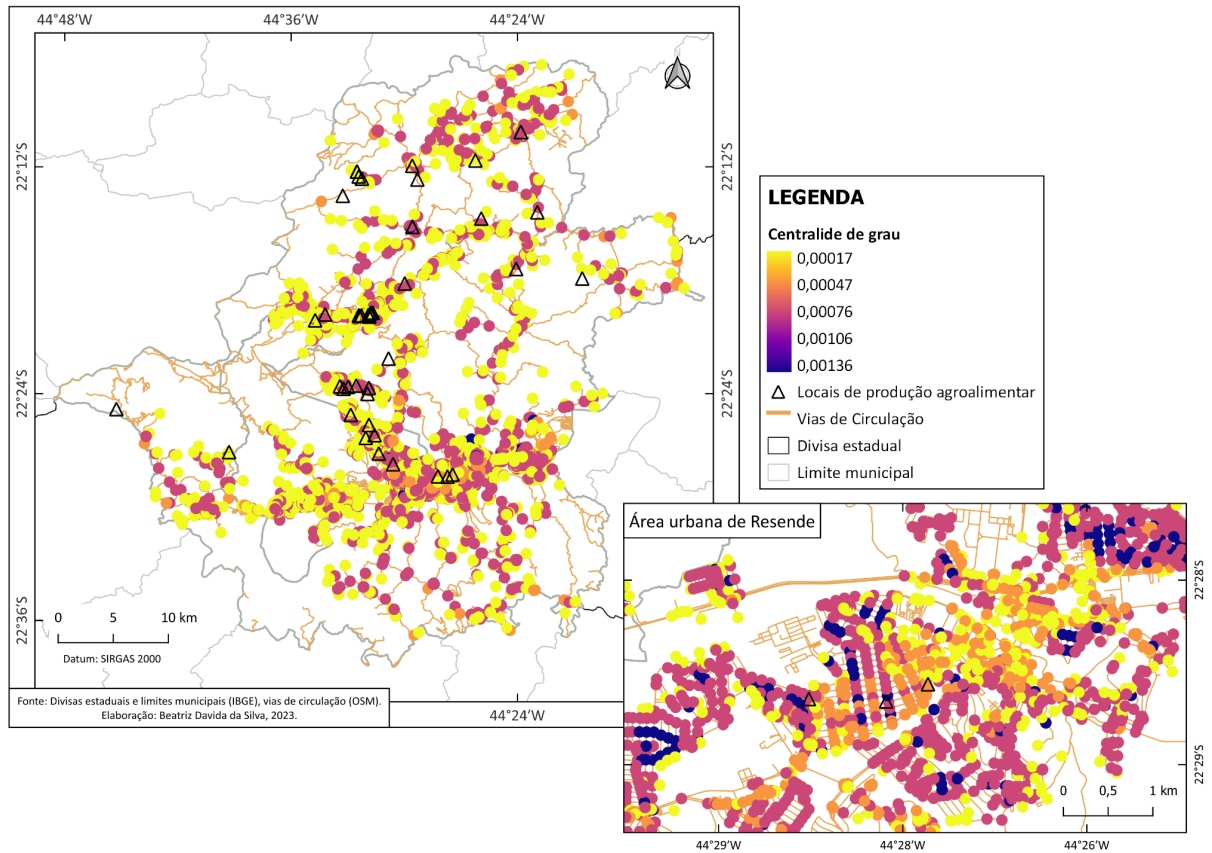 44°48'W
44°36'W
44°24'W
22°12'S
22°12'S
22°24'S
22°24'S
22°36'S
0
5
10 km
Datum: SIRGAS 2000
Fonte: Divisas estaduais e limites municipais (IBGE), vias de circulação (OSM).
Elaboração: Beatriz Davida da Silva, 2023.
44°24'W
LEGENDA
Centralide de grau
0,00017
0,00047
0,00076
0,00106
0,00136
Locais de produção agroalimentar
Vias de Circulação
Divisa estadual
Limite municipal
Área urbana de Resende
22°28'S
22°29'S
0
0,5
1 km
44°29'W
44°28'W
44°26'W